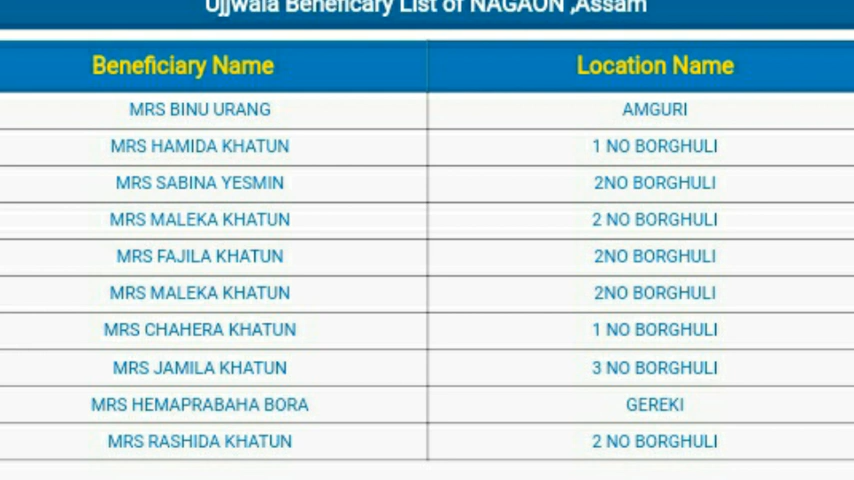 Ujjwala Beneficary List of NAGAON ,Assam
Beneficiary Name Location Name
MRS BINU URANG AMGURI
MRS HAMIDA KHATUN 1 NO BORGHULI
MRS SABINA YESMIN 2NO BORGHULI
MRS MALEKA KHATUN 2 NO BORGHULI
MRS FAJILA KHATUN 2NO BORGHULI
MRS MALEKA KHATUN 2NO BORGHULI
MRS CHAHERA KHATUN 1 NO BORGHULI
MRS JAMILA KHATUN 3 NO BORGHULI
MRS HEMAPRABAHA BORA GEREKI
MRS RASHIDA KHATUN 2 NO BORGHULI